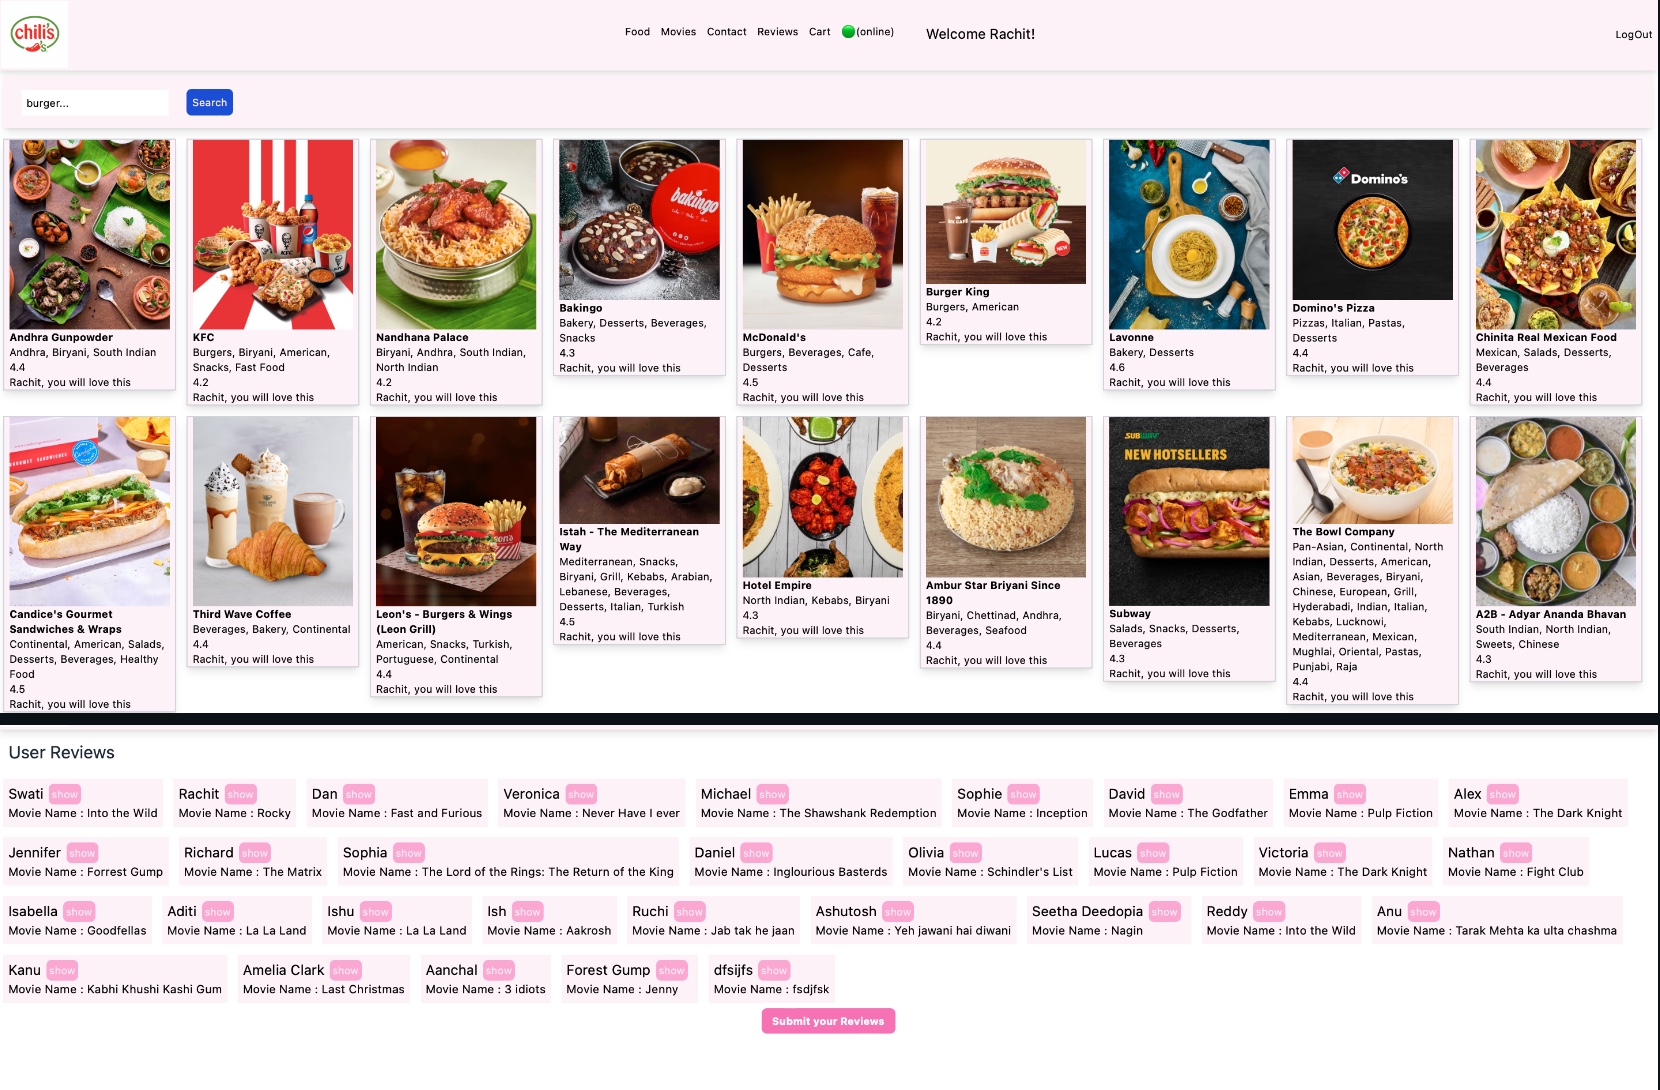 chili's
Food Movies Contact Reviews Cart (online) Welcome Rachit! LogOut
burger... Search
Andhra Gunpowder
Andhra, Biryani, South Indian
4.4
Rachit, you will love this
KFC
Burgers, Biryani, American,
Snacks, Fast Food
4.2
Rachit, you will love this
Nandhana Palace
Biryani, Andhra, South Indian,
North Indian
4.2
Rachit, you will love this
bakingo
Bakingo
Bakery, Desserts, Beverages,
Snacks
4.3
Rachit, you will love this
McDonald's
Burgers, Beverages, Cafe,
Desserts
4.5
Rachit, you will love this
Burger King
Burgers, American
4.2
Rachit, you will love this
Lavonne
Bakery, Desserts
4.6
Rachit, you will love this
Domino's
Domino's Pizza
Pizzas, Italian, Pastas,
Desserts
4.4
Rachit, you will love this
Chinita Real Mexican Food
Mexican, Salads, Desserts,
Beverages
4.4
Rachit, you will love this
Candice's Gourmet
Sandwiches & Wraps
Continental, American, Salads,
Desserts, Beverages, Healthy
Food
4.5
Rachit, you will love this
Third Wave Coffee
Beverages, Bakery, Continental
4.4
Rachit, you will love this
Leon's - Burgers & Wings
(Leon Grill)
American, Snacks, Turkish,
Portuguese, Continental
4.4
Rachit, you will love this
Istah - The Mediterranean
Way
Mediterranean, Snacks,
Biryani, Grill, Kebabs, Arabian,
Lebanese, Beverages,
Desserts, Italian, Turkish
4.5
Rachit, you will love this
Hotel Empire
North Indian, Kebabs, Biryani
4.3
Rachit, you will love this
Ambur Star Briyani Since
1890
Biryani, Chettinad, Andhra,
Beverages, Seafood
4.4
Rachit, you will love this
SUBWAY
NEW HOTSELLERS
Subway
Salads, Snacks, Desserts,
Beverages
4.3
Rachit, you will love this
The Bowl Company
Pan-Asian, Continental, North
Indian, Desserts, American,
Asian, Beverages, Biryani,
Chinese, European, Grill,
Hyderabadi, Indian, Italian,
Kebabs, Lucknowi,
Mediterranean, Mexican,
Mughlai, Oriental, Pastas,
Punjabi, Raja
4.4
Rachit, you will love this
A2B - Adyar Ananda Bhavan
South Indian, North Indian,
Sweets, Chinese
4.3
Rachit, you will love this
User Reviews
Swati show
Movie Name : Into the Wild
Rachit show
Movie Name : Rocky
Dan show
Movie Name : Fast and Furious
Veronica show
Movie Name : Never Have I ever
Michael show
Movie Name : The Shawshank Redemption
Sophie show
Movie Name : Inception
David show
Movie Name : The Godfather
Emma show
Movie Name : Pulp Fiction
Alex show
Movie Name : The Dark Knight
Jennifer show
Movie Name : Forrest Gump
Richard show
Movie Name : The Matrix
Sophia show
Movie Name : The Lord of the Rings: The Return of the King
Daniel show
Movie Name : Inglourious Basterds
Olivia show
Movie Name : Schindler's List
Lucas show
Movie Name : Pulp Fiction
Victoria show
Movie Name : The Dark Knight
Nathan show
Movie Name : Fight Club
Isabella show
Movie Name : Goodfellas
Aditi show
Movie Name : La La Land
Ishu show
Movie Name : La La Land
Ish show
Movie Name : Aakrosh
Ruchi show
Movie Name : Jab tak he jaan
Ashutosh show
Movie Name : Yeh jawani hai diwani
Seetha Deedopia show
Movie Name : Nagin
Reddy show
Movie Name : Into the Wild
Anu show
Movie Name : Tarak Mehta ka ulta chashma
Kanu show
Movie Name : Kabhi Khushi Kashi Gum
Amelia Clark show
Movie Name : Last Christmas
Aanchal show
Movie Name : 3 idiots
Forest Gump show
Movie Name : Jenny
dfsijfs show
Movie Name : fsdjfsk
Submit your Reviews